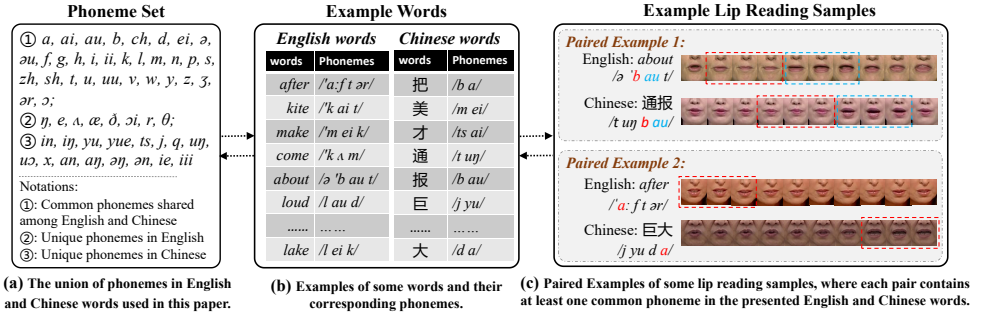 Phoneme Set
① a, ai, au, b, ch, d, ei, ə,
əu, f, g, h, i, ii, k, l, m, n, p, s,
zh, sh, t, u, uu, v, w, y, z, ʒ,
ər, ɔ;
② ŋ, e, ʌ, æ, ð, ɔi, r, θ;
③ in, iŋ, yu, yue, ts, j, q, uŋ,
uɔ, x, an, aŋ, əŋ, ən, ie, iii
Notations:
①: Common phonemes shared
among English and Chinese
②: Unique phonemes in English
③: Unique phonemes in Chinese
(a) The union of phonemes in English
and Chinese words used in this paper.
Example Words
English words Chinese words
words Phonemes words Phonemes
after /'a:f t ər/ 把 /b a/
kite /'k ai t/ 美 /m ei/
make /'m ei k/ 才 /ts ai/
come /'k ʌ m/ 通 /t uŋ/
about /ə 'b au t/ 报 /b au/
loud /l au d/ 巨 /j yu/
...... ... ... ...... ... ...
lake /l ei k/ 大 /d a/
(b) Examples of some words and their
corresponding phonemes.
Example Lip Reading Samples
Paired Example 1:
English: about
/ə 'b au t/
Chinese: 通报
/t uŋ b au/
Paired Example 2:
English: after
/'a: f t ər/
Chinese: 巨大
/j yu d a/
(c) Paired Examples of some lip reading samples, where each pair contains
at least one common phoneme in the presented English and Chinese words.